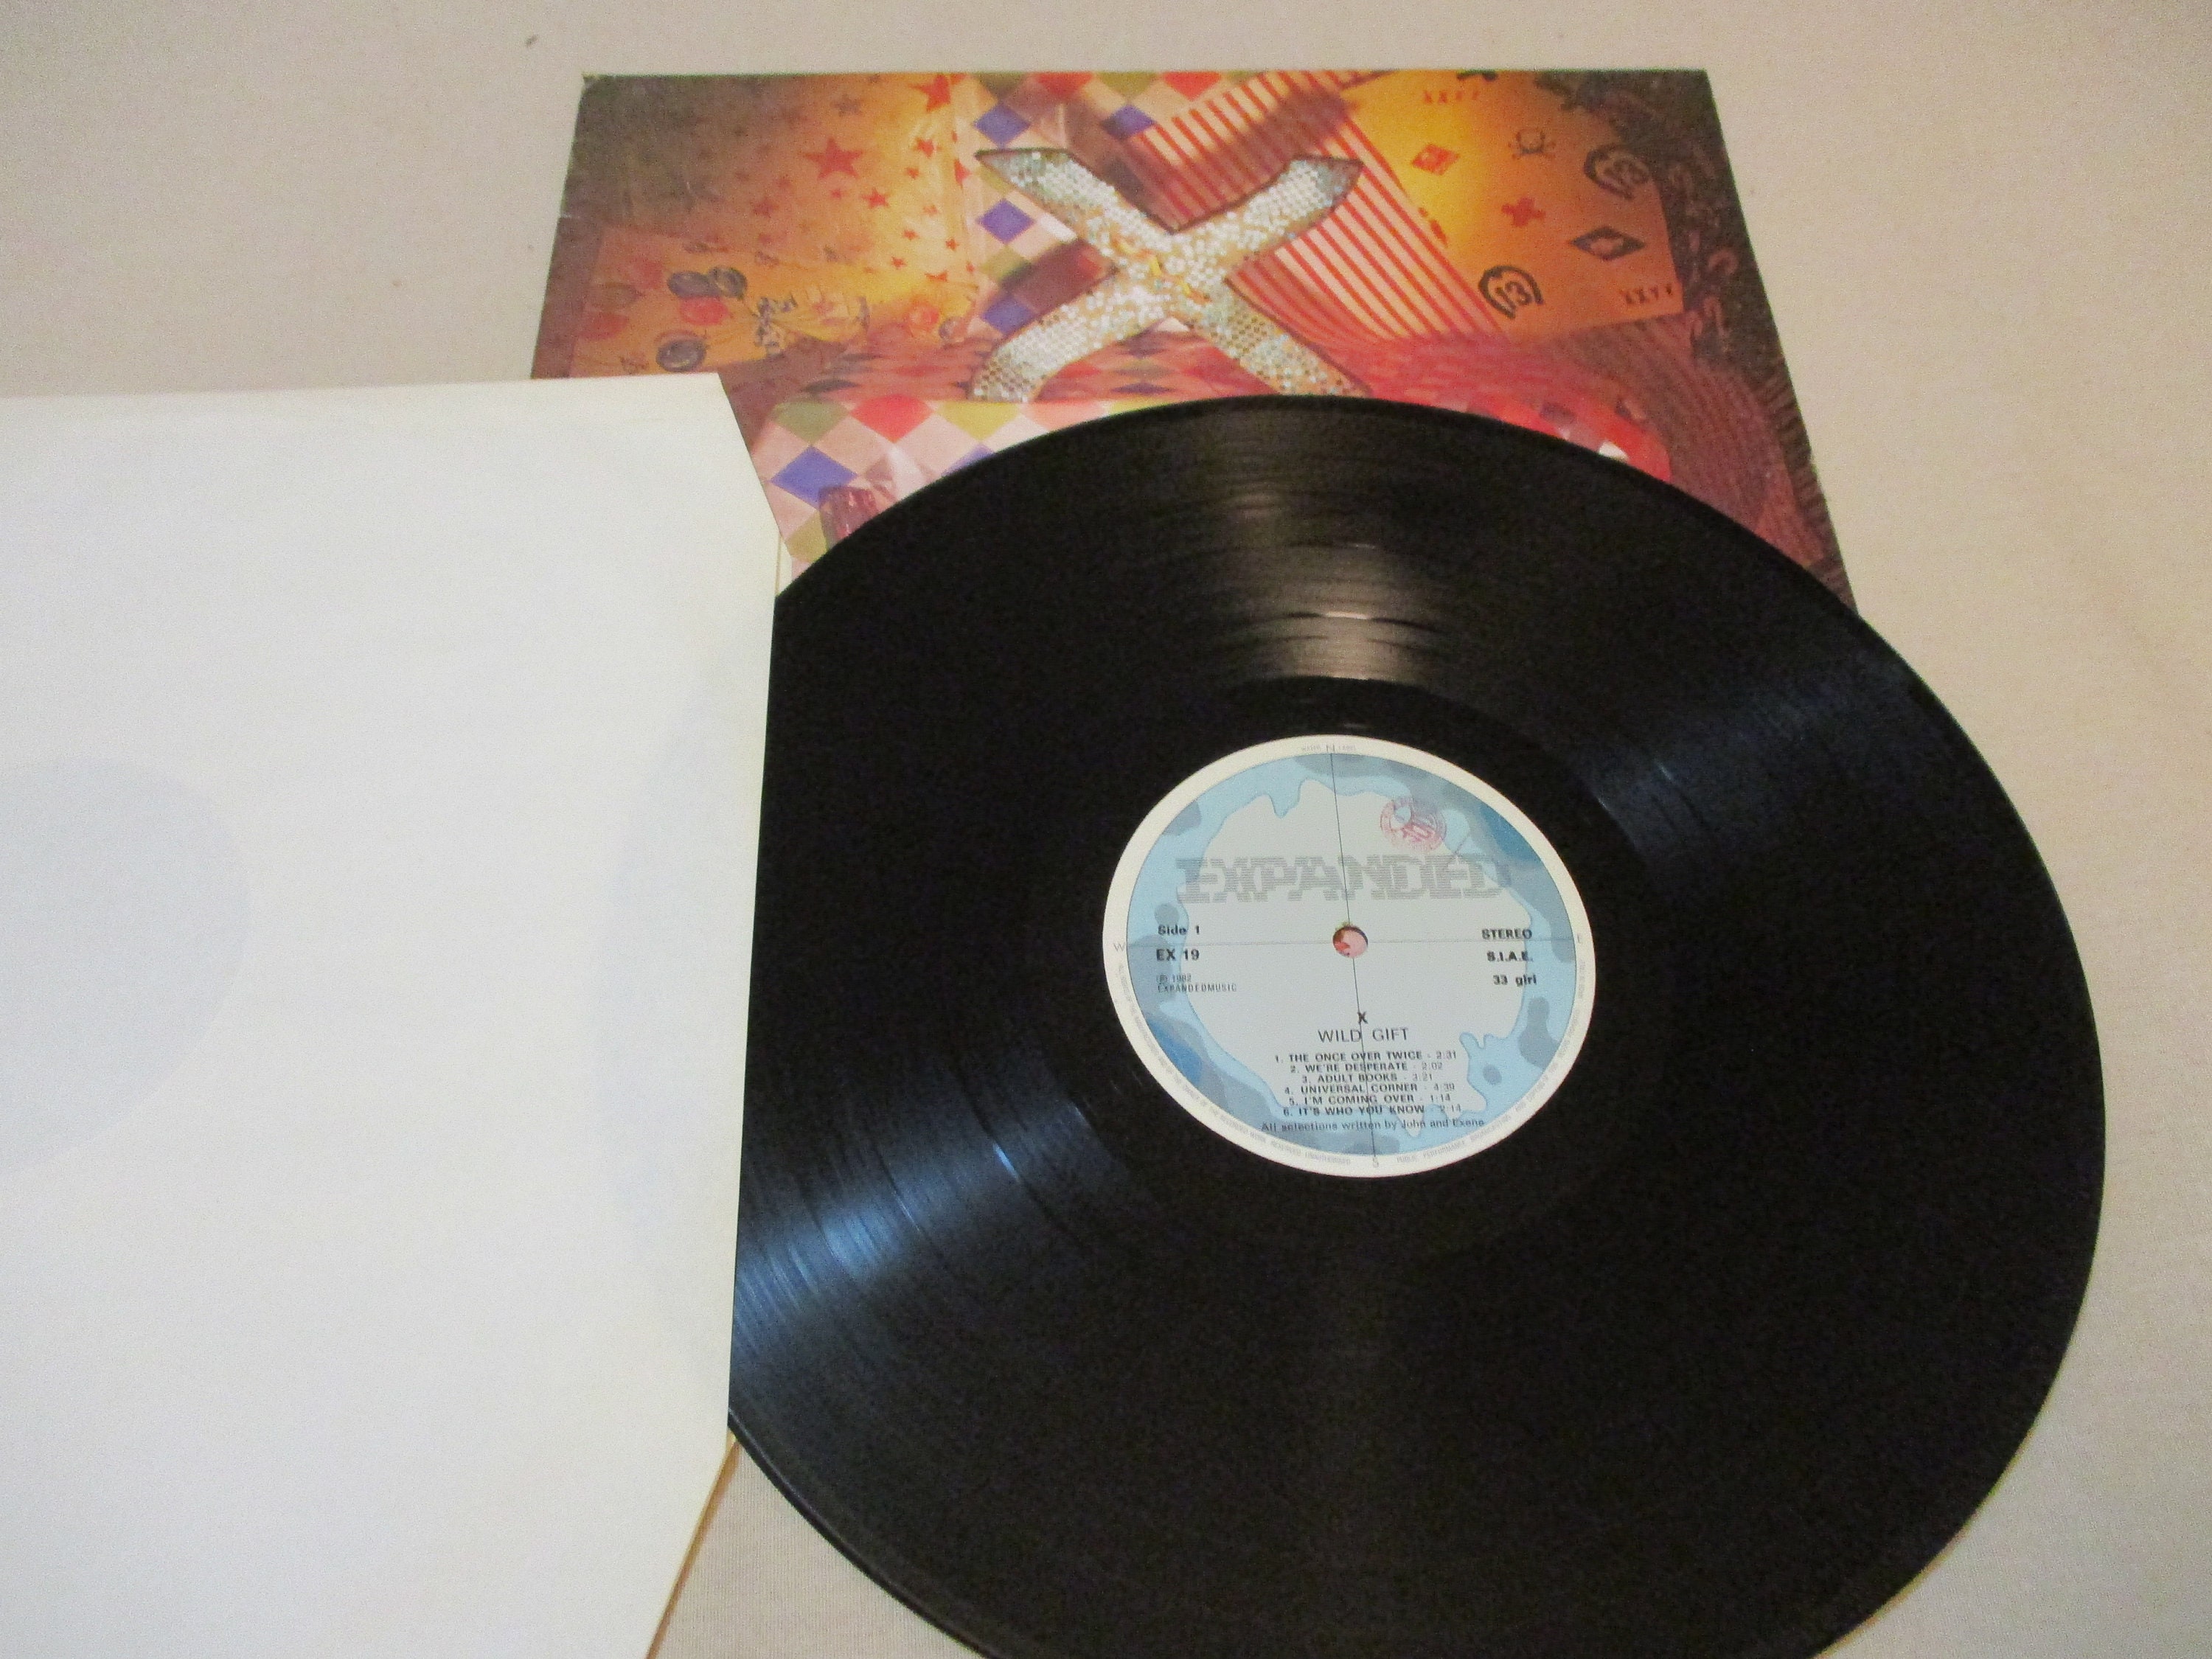 X
13
13
N
EXPANDED
Side 1
STEREO
W
E
EX 19
S.I.A.E.
℗ 1982
EXPANDEDMUSIC
33 giri
X
WILD GIFT
1. THE ONCE OVER TWICE - 2:31
2. WE'RE DESPERATE - 2:02
3. ADULT BOOKS - 3:21
4. UNIVERSAL CORNER - 4:39
5. I'M COMING OVER - 1:14
6. IT'S WHO YOU KNOW - 2:14
All selections written by John and Exene
S